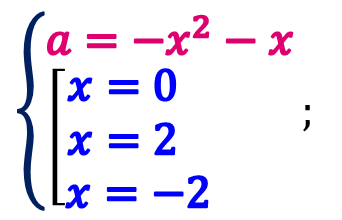 a = −x² − x
x = 0
x = 2 ;
x = −2